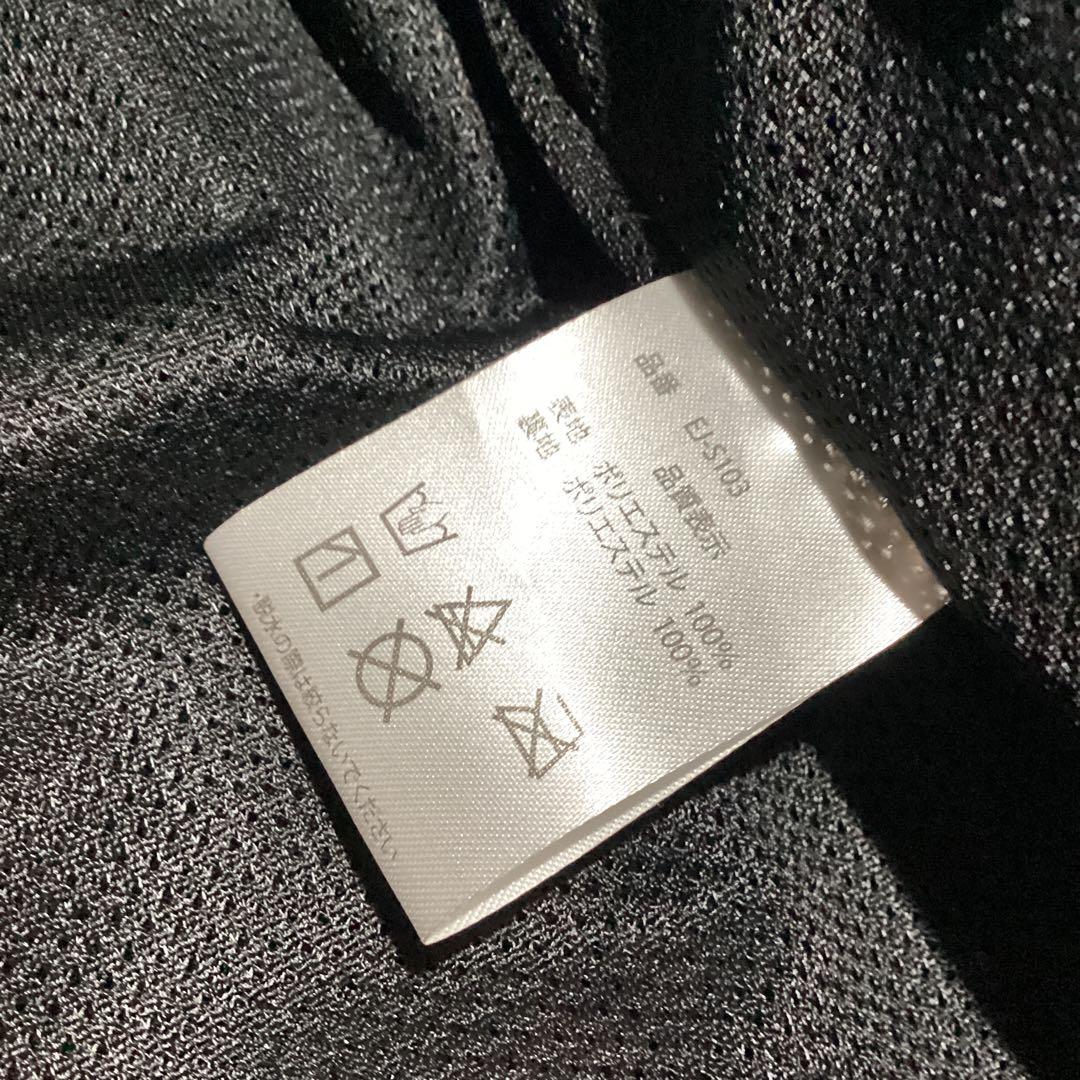 品番 EJ-S103
品質表示
表地 ポリエステル 100%
裏地 ポリエステル 100%
・脱水の際は絞らないでください